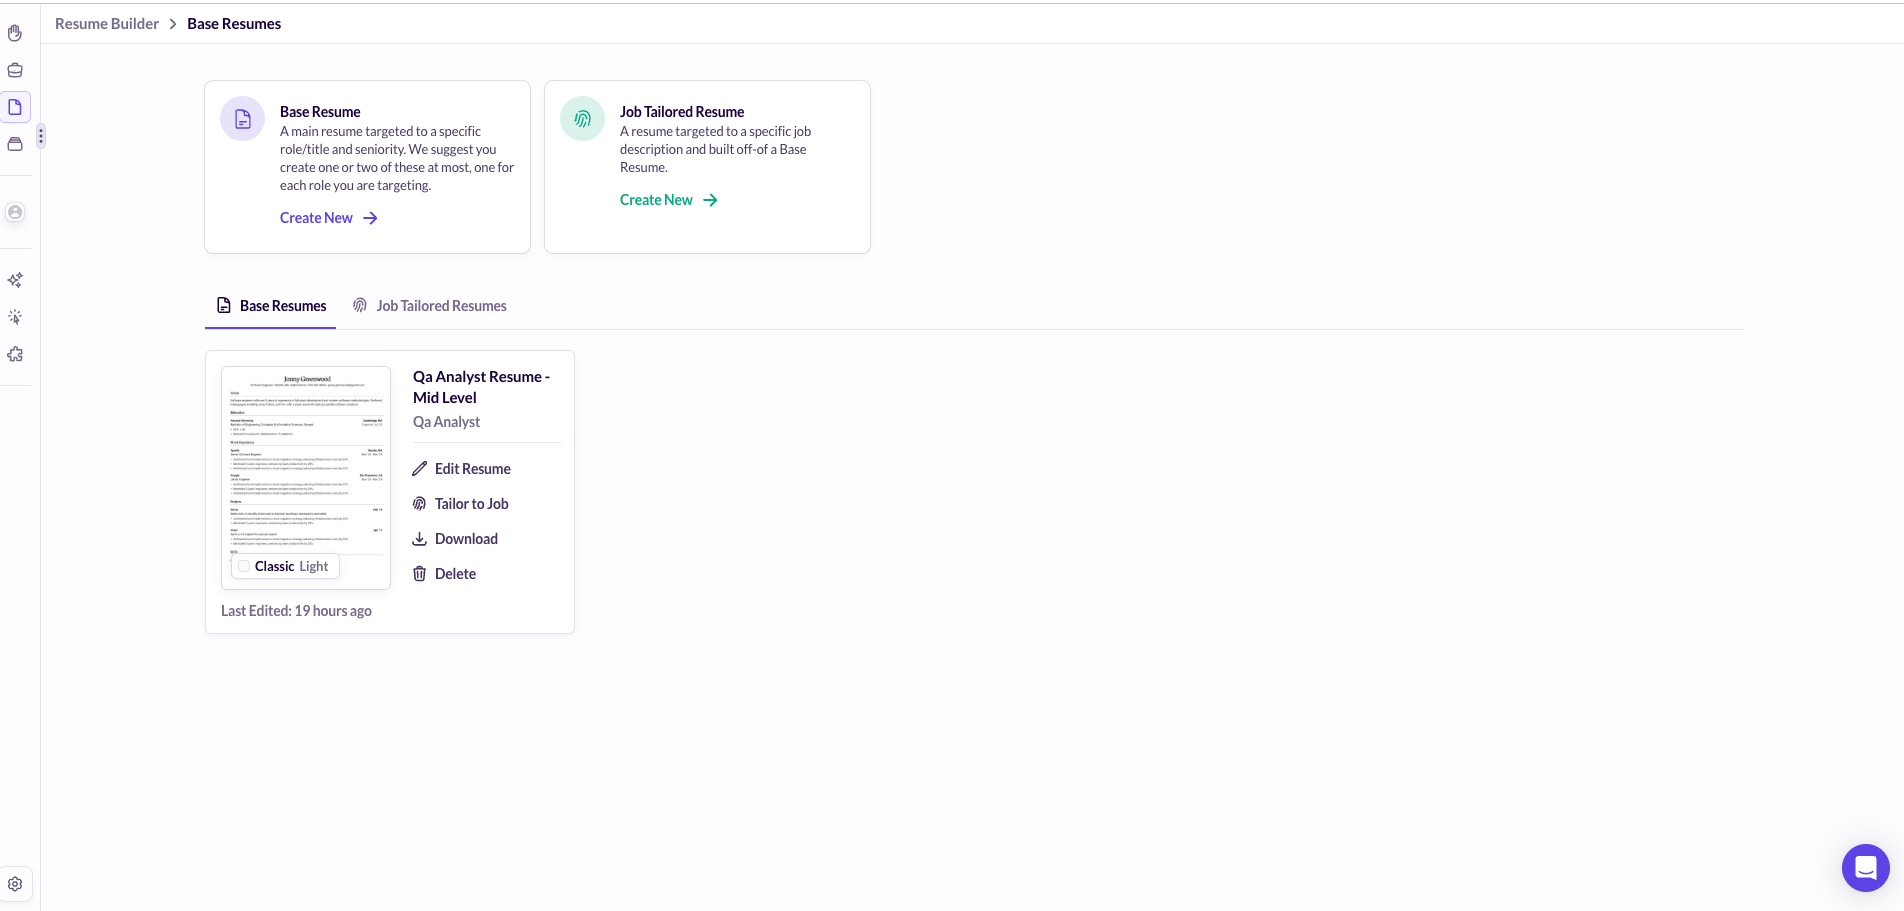 Resume Builder > Base Resumes
Base Resume
A main resume targeted to a specific
role/title and seniority. We suggest you
create one or two of these at most, one for
each role you are targeting.
Create New
Job Tailored Resume
A resume targeted to a specific job
description and built off-of a Base
Resume.
Create New
Base Resumes
Job Tailored Resumes
Jonny Greenwood
Education
Work Experience
Classic Light
Last Edited: 19 hours ago
Qa Analyst Resume -
Mid Level
Qa Analyst
Edit Resume
Tailor to Job
Download
Delete